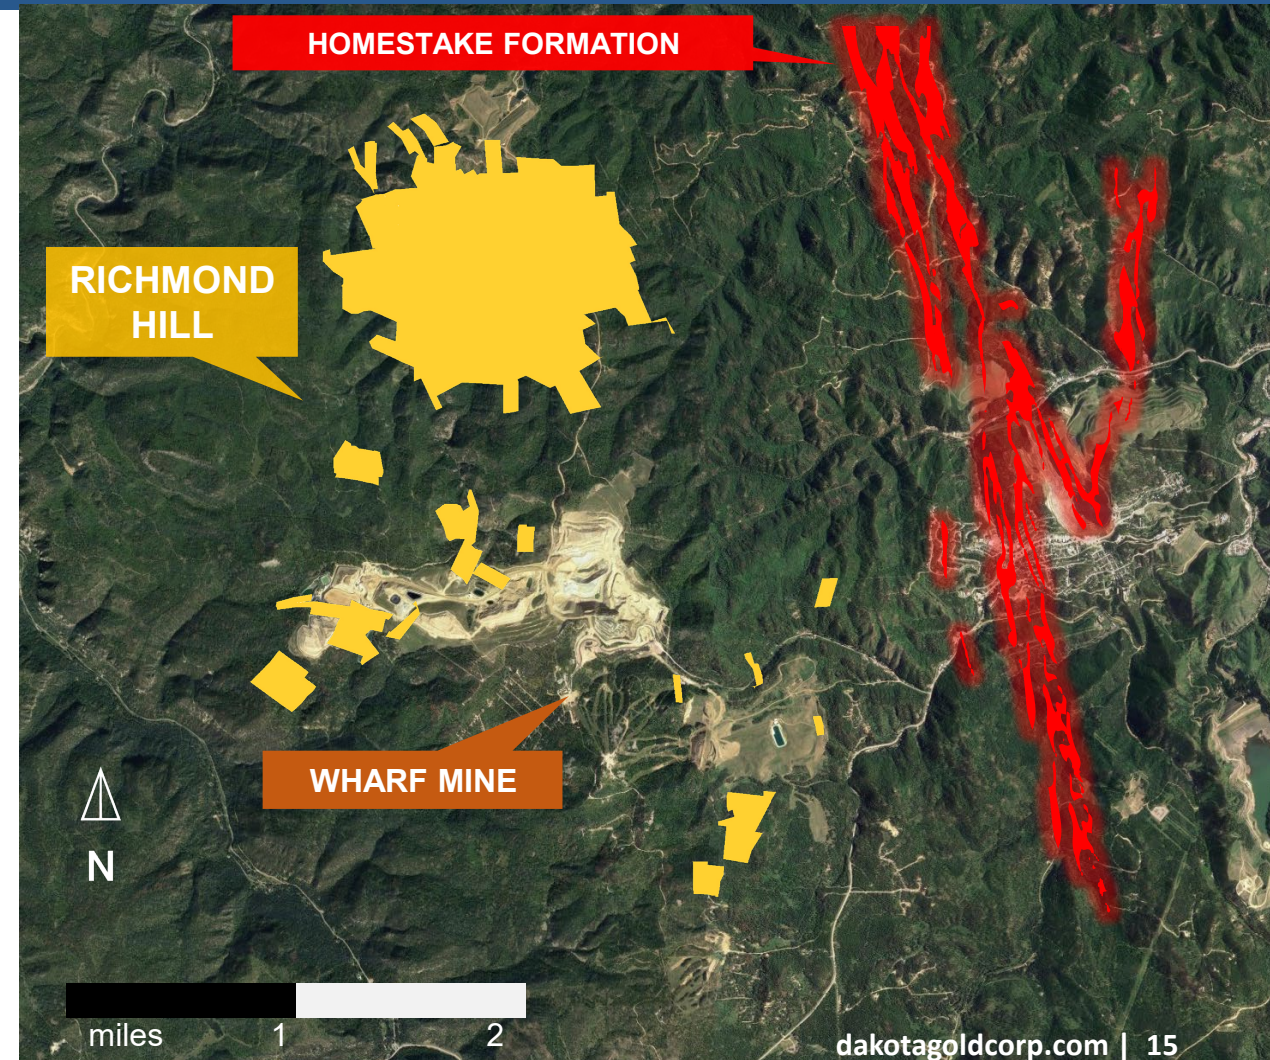 HOMESTAKE FORMATION
RICHMOND
HILL
WHARF MINE
N
miles 1 2
dakotagoldcorp.com | 15